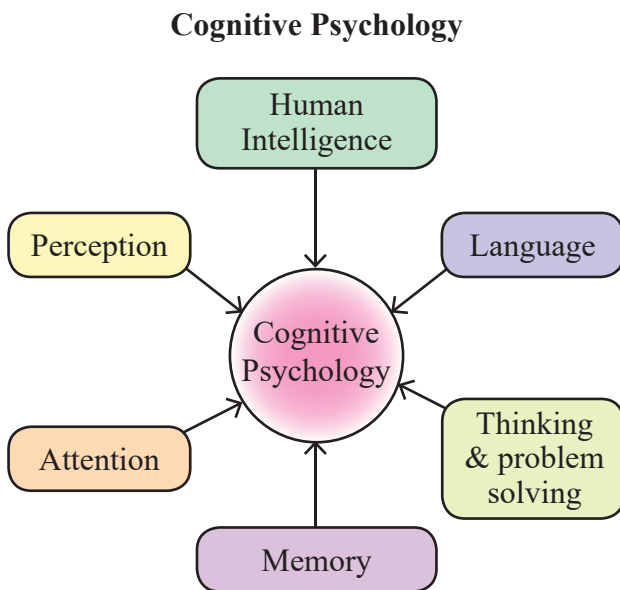 Cognitive Psychology
Human
Intelligence
Perception
Language
Cognitive
Psychology
Attention
Thinking
& problem
solving
Memory